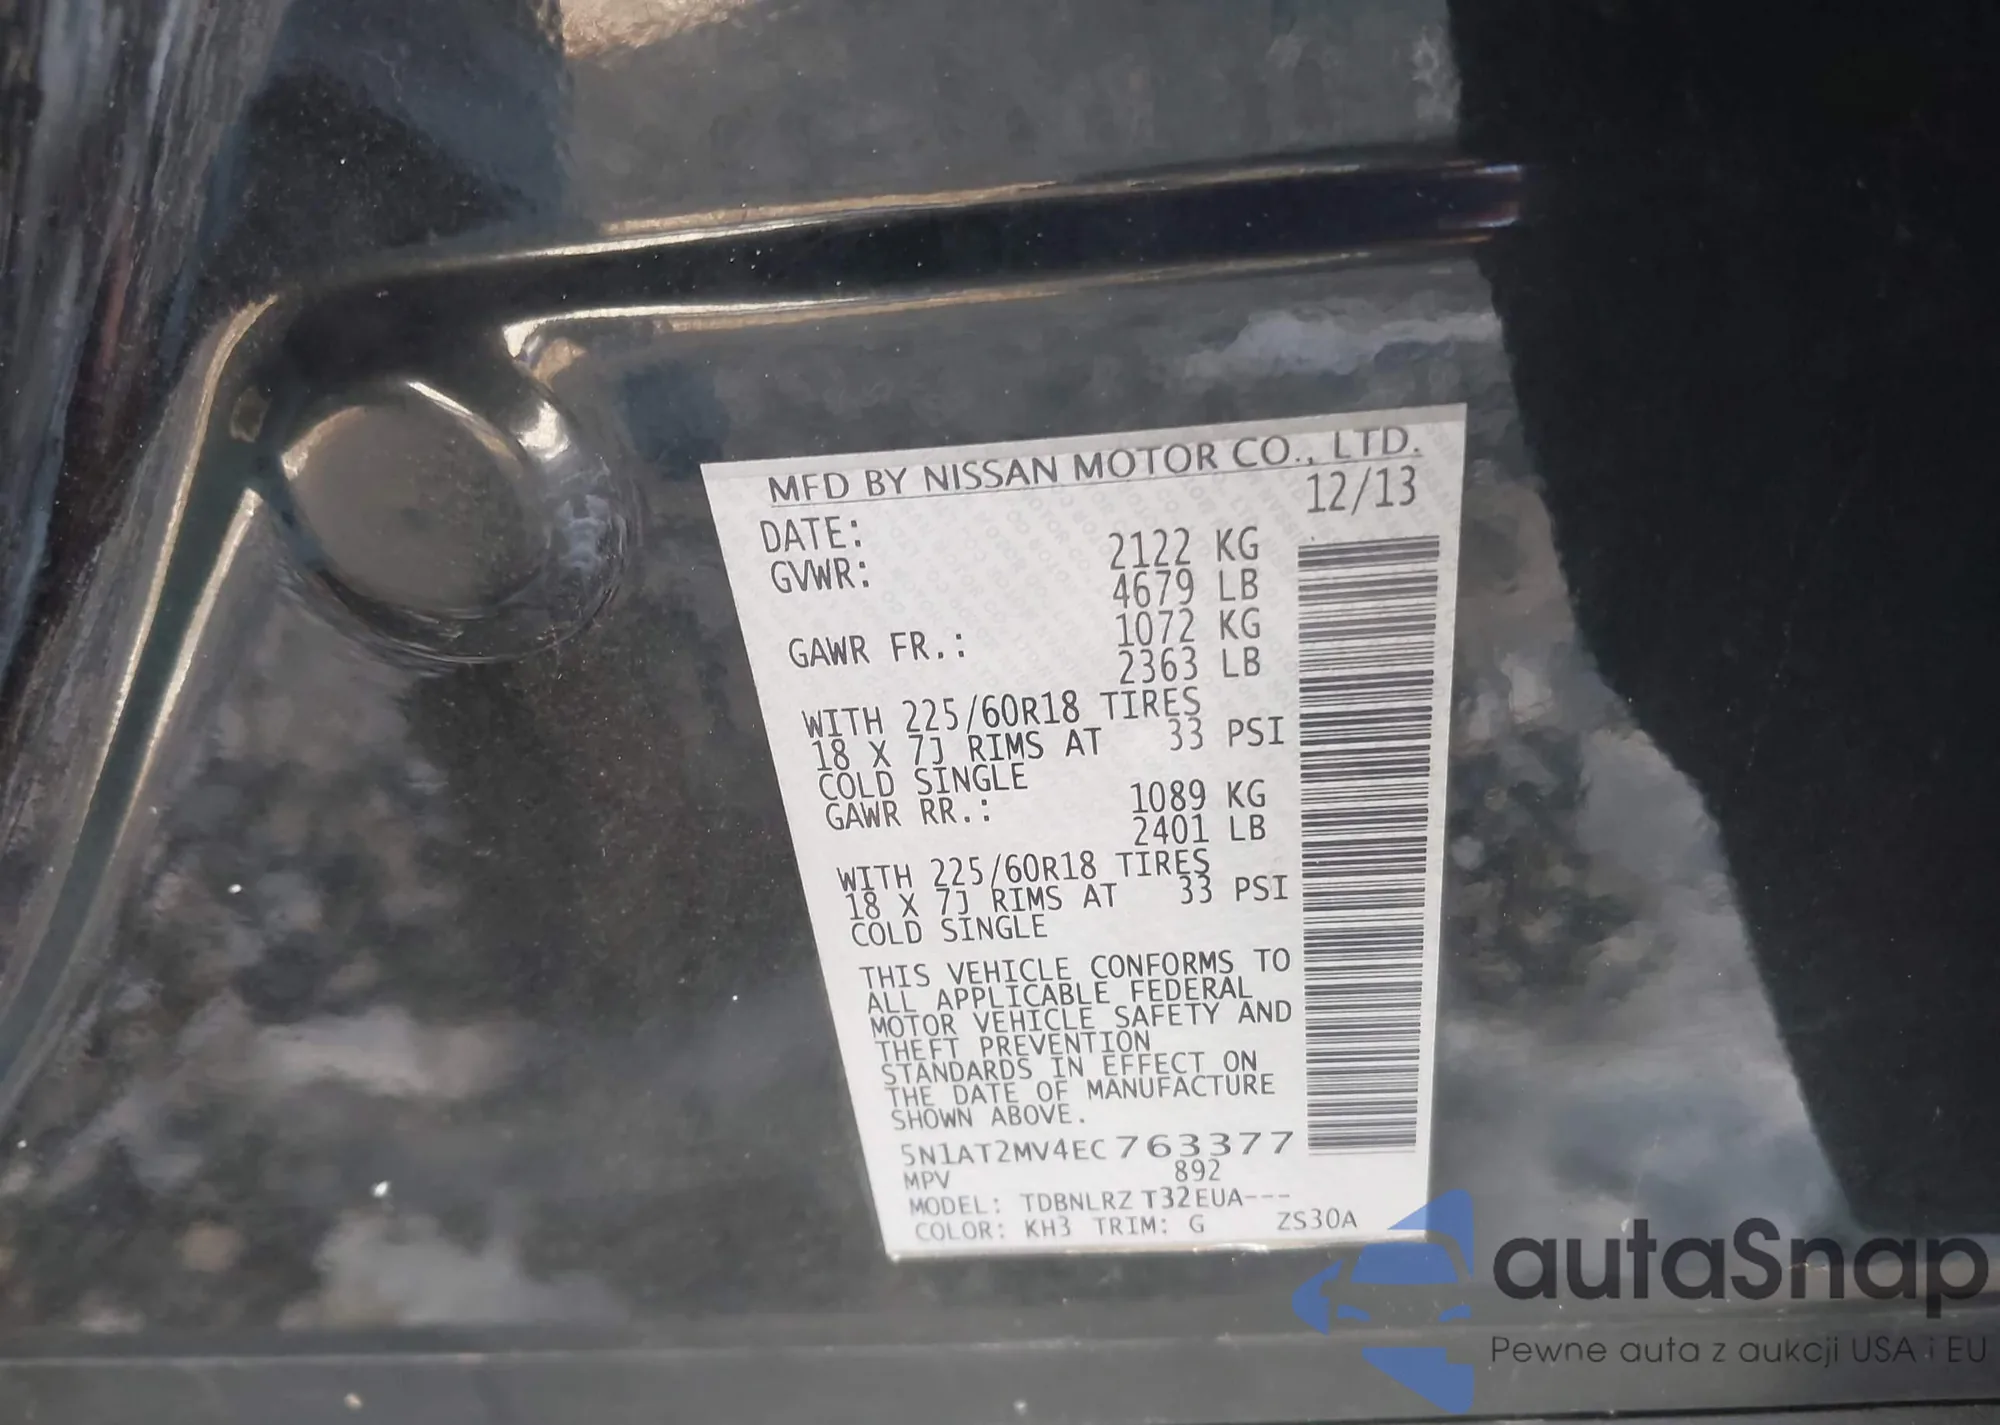 MFD BY NISSAN MOTOR CO., LTD.
DATE: 12/13
GVWR: 2122 KG
4679 LB
GAWR FR.: 1072 KG
2363 LB
WITH 225/60R18 TIRES
18 X 7J RIMS AT 33 PSI
COLD SINGLE
GAWR RR.: 1089 KG
2401 LB
WITH 225/60R18 TIRES
18 X 7J RIMS AT 33 PSI
COLD SINGLE
THIS VEHICLE CONFORMS TO
ALL APPLICABLE FEDERAL
MOTOR VEHICLE SAFETY AND
THEFT PREVENTION
STANDARDS IN EFFECT ON
THE DATE OF MANUFACTURE
SHOWN ABOVE.
5N1AT2MV4EC763377
MPV 892
MODEL: TDBNLRZ T32EUA---
COLOR: KH3 TRIM: G ZS30A
autaSnap
Pewne auta z aukcji USA i EU